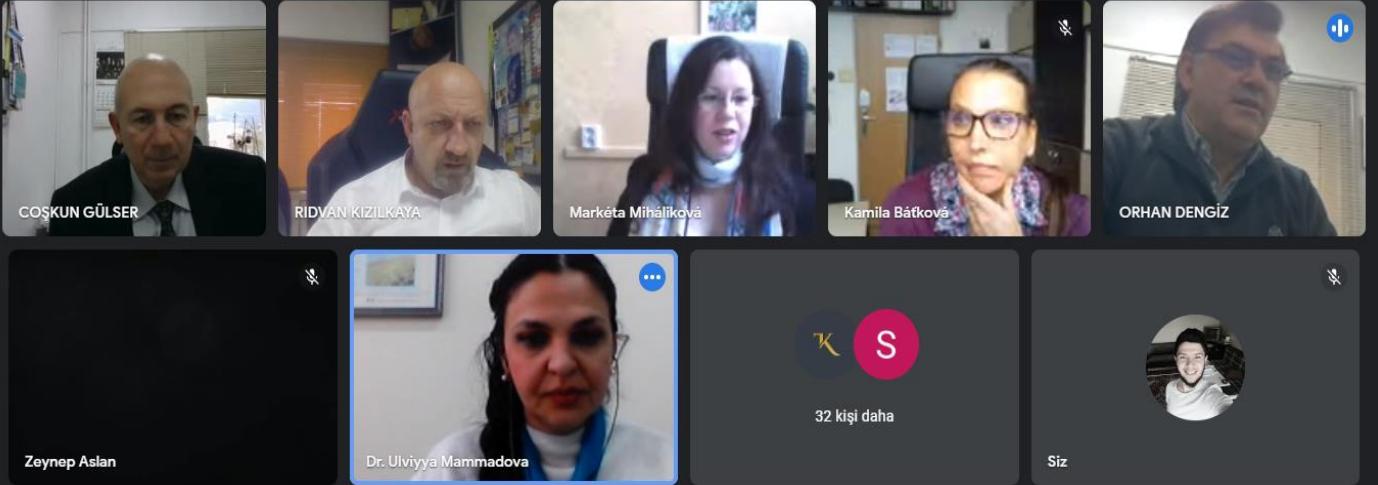 COŞKUN GÜLSER
RIDVAN KIZILKAYA
Markéta Miháliková
Kamila Báťková
ORHAN DENGİZ
Zeynep Aslan
Dr. Ulviyya Mammadova
K S
32 kişi daha
Siz